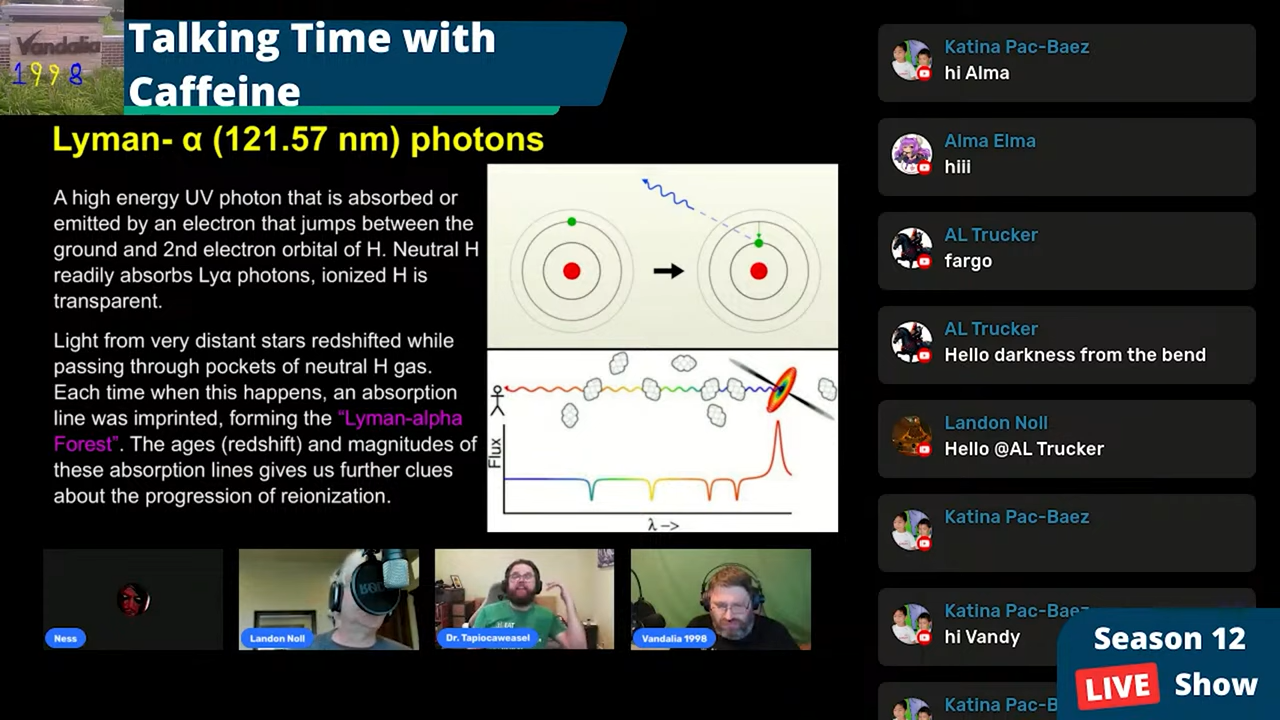 Vandalia
1998
Talking Time with
Caffeine
Lyman- α (121.57 nm) photons
A high energy UV photon that is absorbed or
emitted by an electron that jumps between the
ground and 2nd electron orbital of H. Neutral H
readily absorbs Lyα photons, ionized H is
transparent.
Light from very distant stars redshifted while
passing through pockets of neutral H gas.
Each time when this happens, an absorption
line was imprinted, forming the “Lyman-alpha
Forest”. The ages (redshift) and magnitudes of
these absorption lines gives us further clues
about the progression of reionization.
Flux
λ –>
Ness
Landon Noll
Dr. Tapiocaweasel
Vandalia 1998
Katina Pac-Baez
hi Alma
Alma Elma
hiii
AL Trucker
fargo
AL Trucker
Hello darkness from the bend
Landon Noll
Hello @AL Trucker
Katina Pac-Baez
Katina Pac-Baez
hi Vandy
Katina Pac-B
Season 12
LIVE Show